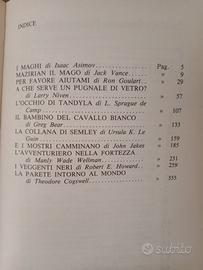 INDICE
I MAGHI di Isaac Asimov Pag. 5
MAZIRIAN IL MAGO di Jack Vance » 9
PER FAVORE AIUTAMI di Ron Goulart » 29
A CHE SERVE UN PUGNALE DI VETRO?
di Larry Niven » 57
L'OCCHIO DI TANDYLA di L. Sprague de
Camp » 107
IL BAMBINO DEL CAVALLO BIANCO
di Greg Bear » 133
LA COLLANA DI SEMLEY di Ursula K. Le
Guin » 159
E I MOSTRI CAMMINANO di John Jakes » 185
L'AVVENTURIERO NELLA FORTEZZA
di Manly Wade Wellman » 231
I VEGGENTI NERI di Robert E. Howard » 259
LA PARETE INTORNO AL MONDO
di Theodore Cogswell » 355
subito